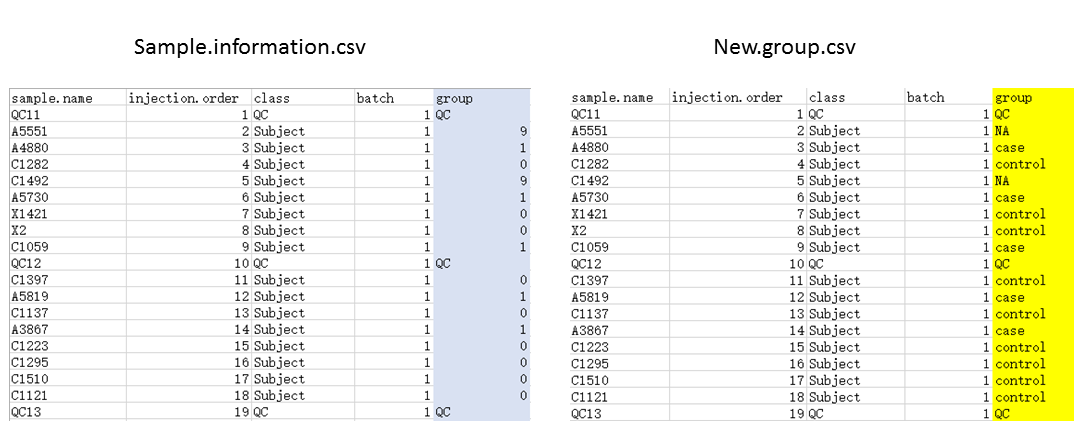 Sample.information.csv New.group.csv
sample.name injection.order class batch group sample.name injection.order class batch group
QC11 1 QC 1 QC QC11 1 QC 1 QC
A5551 2 Subject 1 9 A5551 2 Subject 1 NA
A4880 3 Subject 1 1 A4880 3 Subject 1 case
C1282 4 Subject 1 0 C1282 4 Subject 1 control
C1492 5 Subject 1 9 C1492 5 Subject 1 NA
A5730 6 Subject 1 1 A5730 6 Subject 1 case
X1421 7 Subject 1 0 X1421 7 Subject 1 control
X2 8 Subject 1 0 X2 8 Subject 1 control
C1059 9 Subject 1 1 C1059 9 Subject 1 case
QC12 10 QC 1 QC QC12 10 QC 1 QC
C1397 11 Subject 1 0 C1397 11 Subject 1 control
A5819 12 Subject 1 1 A5819 12 Subject 1 case
C1137 13 Subject 1 0 C1137 13 Subject 1 control
A3867 14 Subject 1 1 A3867 14 Subject 1 case
C1223 15 Subject 1 0 C1223 15 Subject 1 control
C1295 16 Subject 1 0 C1295 16 Subject 1 control
C1510 17 Subject 1 0 C1510 17 Subject 1 control
C1121 18 Subject 1 0 C1121 18 Subject 1 control
QC13 19 QC 1 QC QC13 19 QC 1 QC